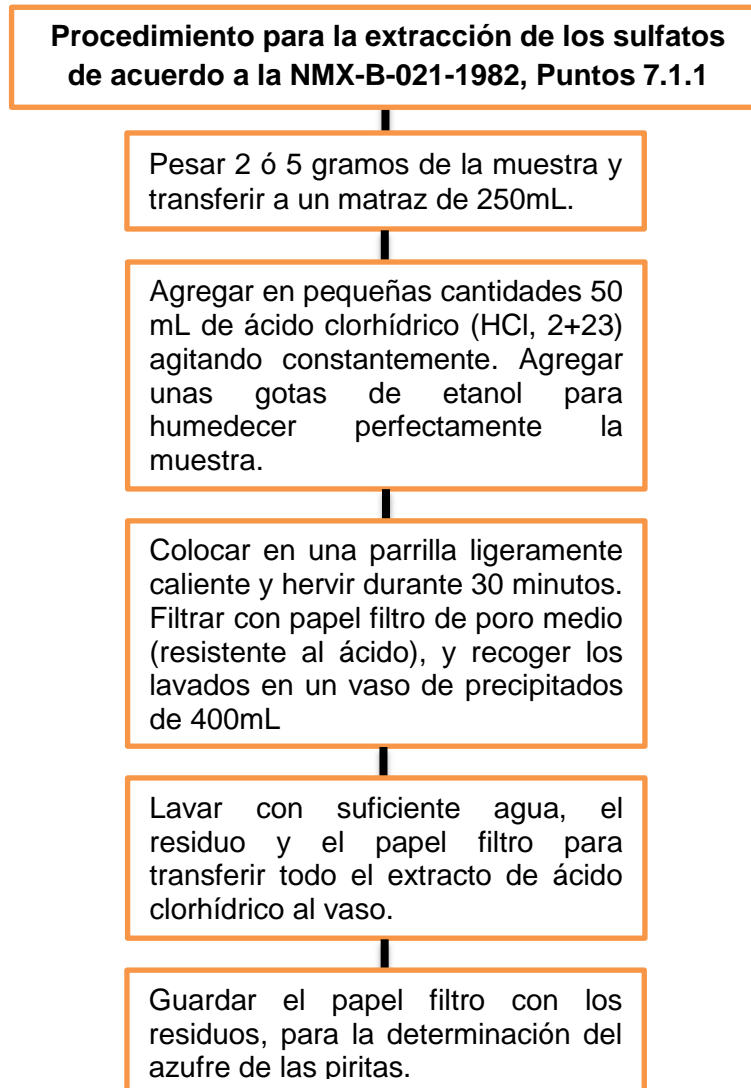 Procedimiento para la extracción de los sulfatos
de acuerdo a la NMX-B-021-1982, Puntos 7.1.1
Pesar 2 ó 5 gramos de la muestra y
transferir a un matraz de 250mL.
Agregar en pequeñas cantidades 50
mL de ácido clorhídrico (HCl, 2+23)
agitando constantemente. Agregar
unas gotas de etanol para
humedecer perfectamente la
muestra.
Colocar en una parrilla ligeramente
caliente y hervir durante 30 minutos.
Filtrar con papel filtro de poro medio
(resistente al ácido), y recoger los
lavados en un vaso de precipitados
de 400mL
Lavar con suficiente agua, el
residuo y el papel filtro para
transferir todo el extracto de ácido
clorhídrico al vaso.
Guardar el papel filtro con los
residuos, para la determinación del
azufre de las piritas.